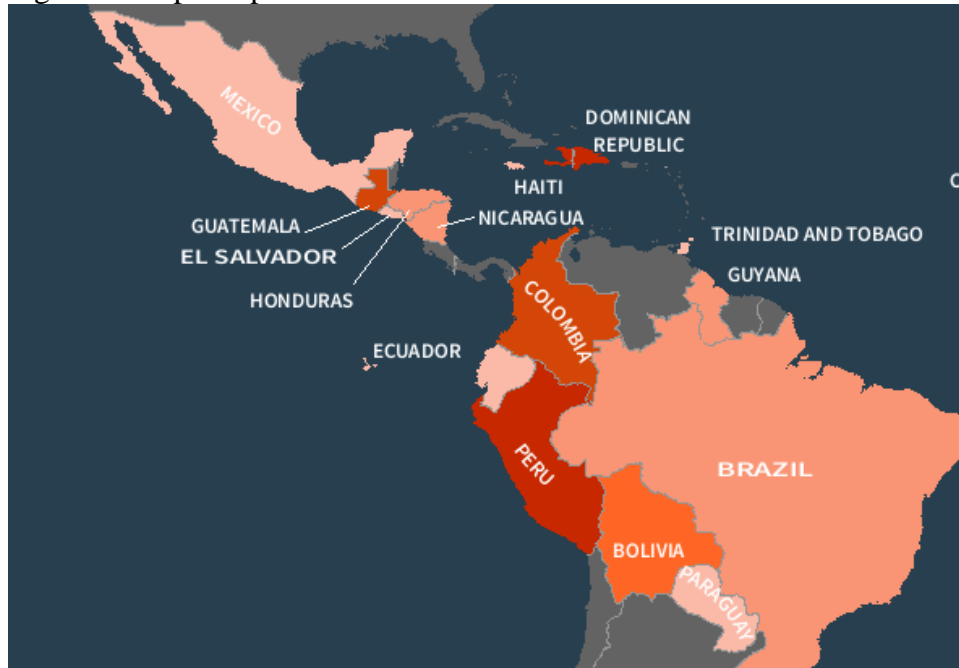 MEXICO
DOMINICAN
REPUBLIC
HAITI
GUATEMALA
NICARAGUA
EL SALVADOR
TRINIDAD AND TOBAGO
HONDURAS
GUYANA
COLOMBIA
ECUADOR
PERU
BRAZIL
BOLIVIA
PARAGUAY